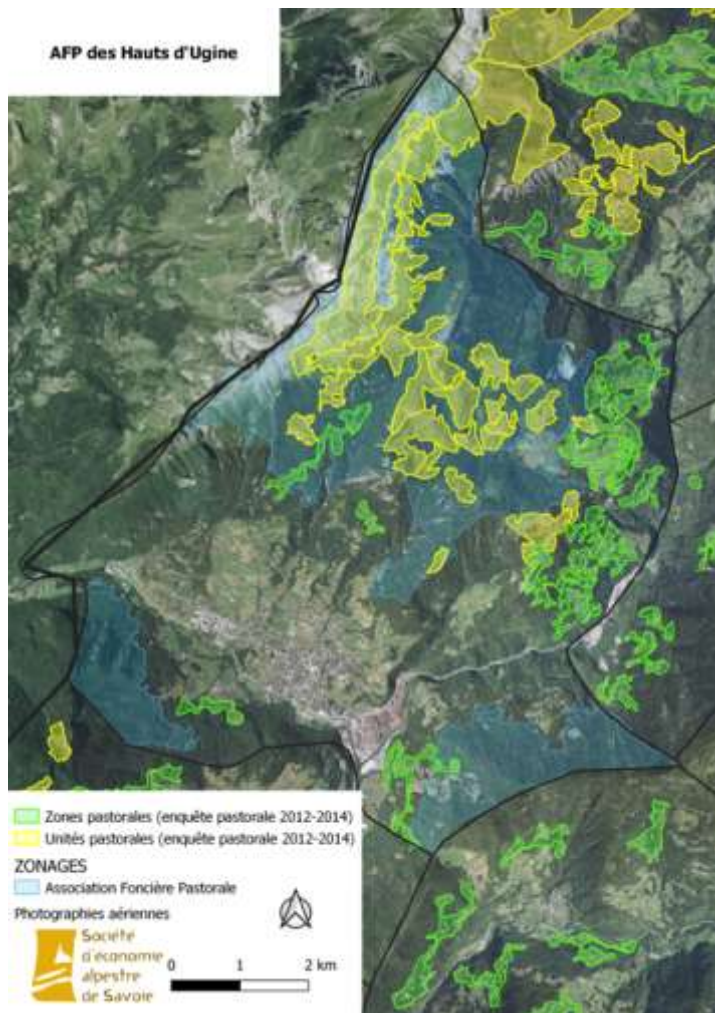 AFP des Hauts d'Ugine
Zones pastorales (enquête pastorale 2012-2014)
Unités pastorales (enquête pastorale 2012-2014)
ZONAGES
Association Foncière Pastorale
Photographies aériennes
Société
d'économie
alpestre
de Savoie
0 1 2 km